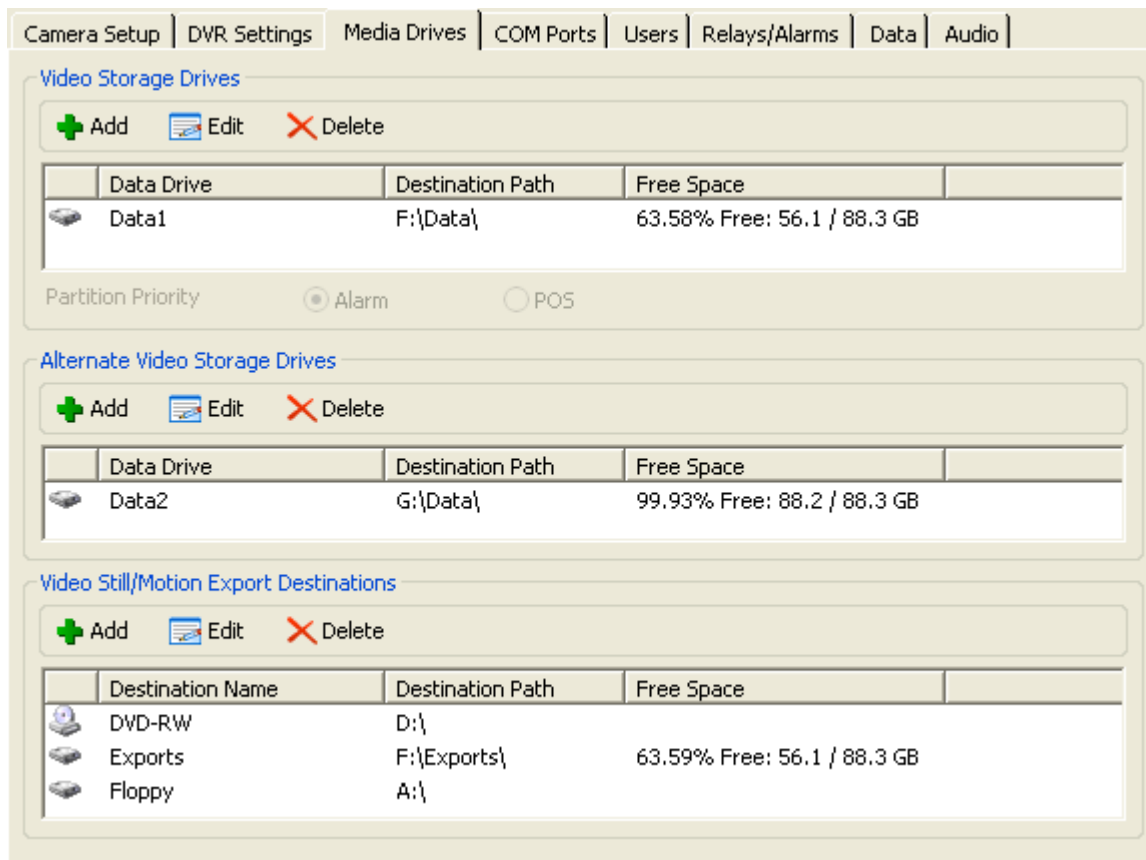 Camera Setup DVR Settings Media Drives COM Ports Users Relays/Alarms Data Audio
Video Storage Drives
Add Edit Delete
Data Drive Destination Path Free Space
Data1 F:\Data\ 63.58% Free: 56.1 / 88.3 GB
Partition Priority Alarm POS
Alternate Video Storage Drives
Add Edit Delete
Data Drive Destination Path Free Space
Data2 G:\Data\ 99.93% Free: 88.2 / 88.3 GB
Video Still/Motion Export Destinations
Add Edit Delete
Destination Name Destination Path Free Space
DVD-RW D:\
Exports F:\Exports\ 63.59% Free: 56.1 / 88.3 GB
Floppy A:\